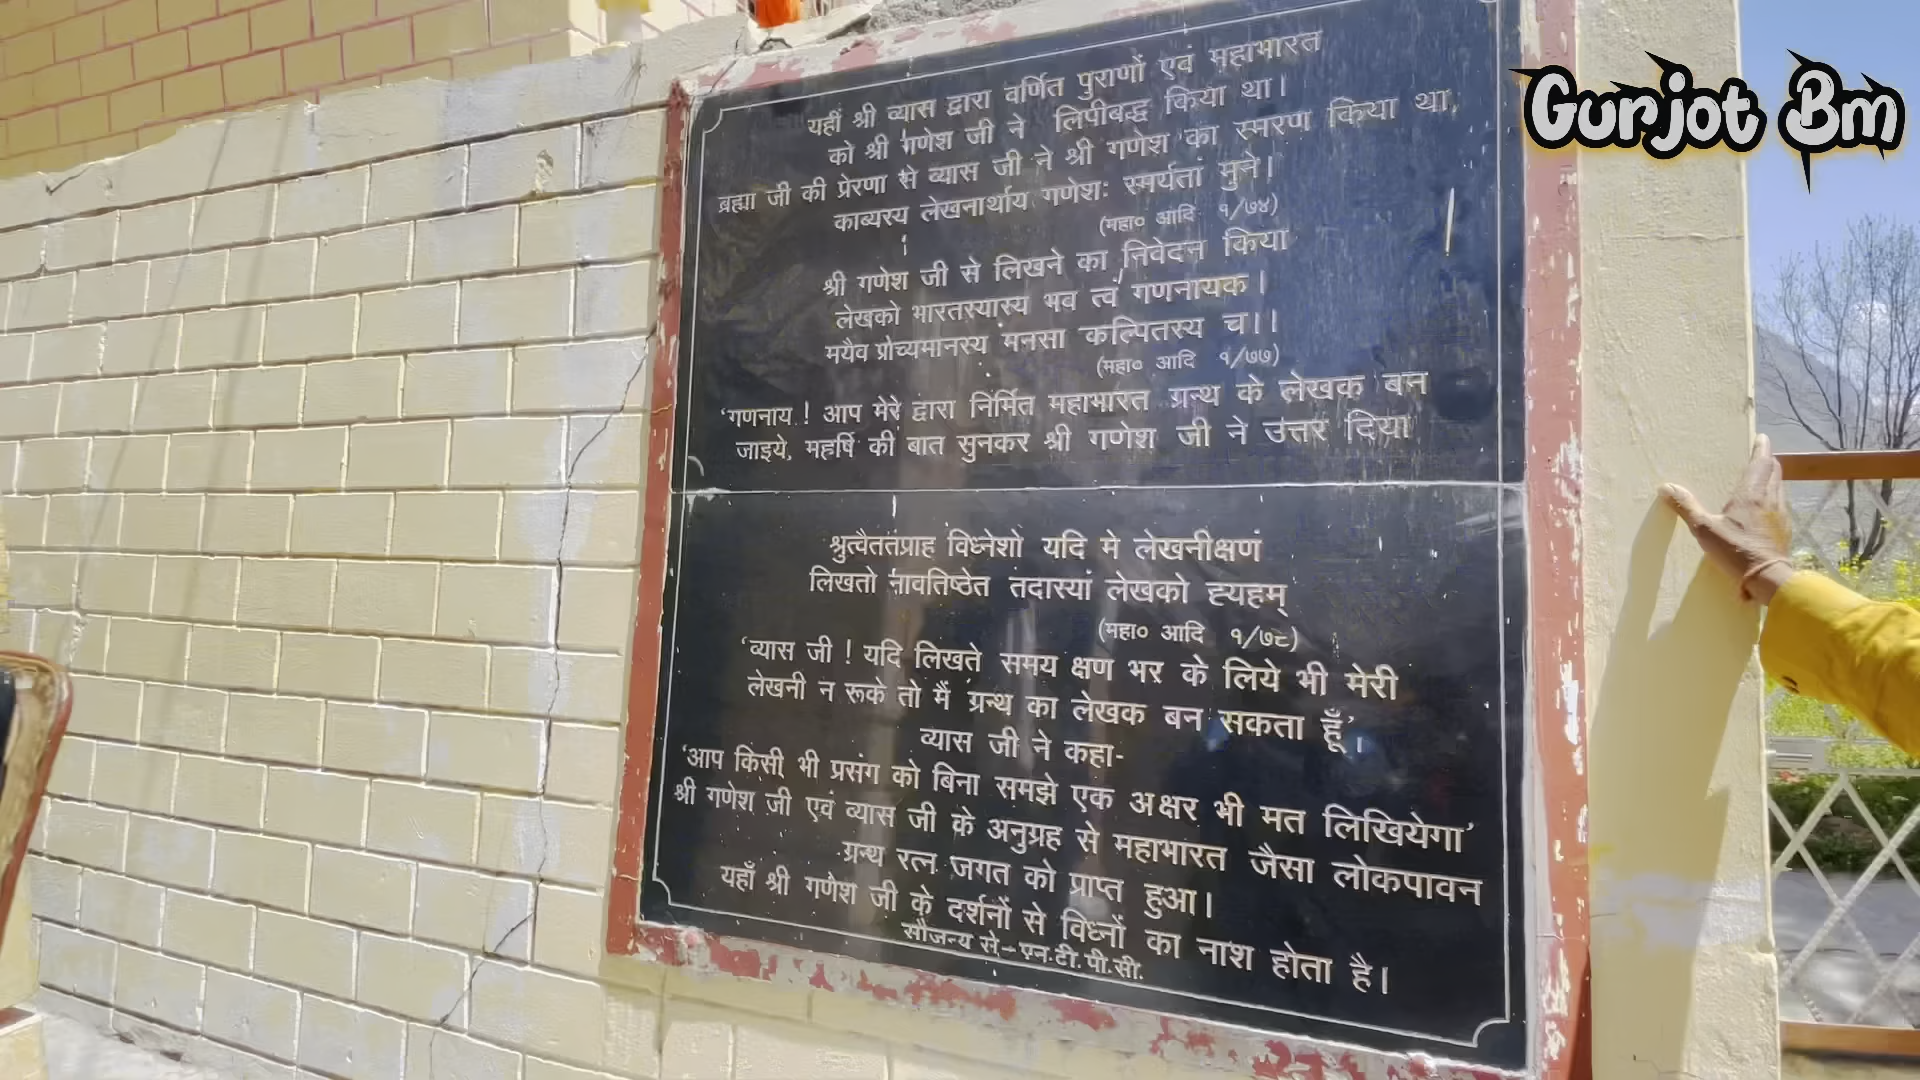 यहीं श्री व्यास द्वारा वर्णित पुराणों एवं महाभारत
को श्री गणेश जी ने लिपीबद्ध किया था।
ब्रह्मा जी की प्रेरणा से व्यास जी ने श्री गणेश का स्मरण किया था,
काब्यस्य लेखनार्थाय गणेशः स्मर्यतां मुने।
(महा० आदि १/७४)
श्री गणेश जी से लिखने का निवेदन किया
लेखको भारतस्यास्य भव त्वं गणनायक।
मयैव प्रोच्यमानस्य मनसा कल्पितस्य च।।
(महा० आदि १/७७)
‘गणनाय ! आप मेरे द्वारा निर्मित महाभारत ग्रन्थ के लेखक बन
जाइये, महर्षि की बात सुनकर श्री गणेश जी ने उत्तर दिया
श्रुत्वैततप्राह विध्नेशो यदि मे लेखनीक्षणं
लिखतो नावतिष्ठेत तदास्यां लेखको ह्यहम्
(महा० आदि १/७८)
‘व्यास जी ! यदि लिखते समय क्षण भर के लिये भी मेरी
लेखनी न रूके तो मैं ग्रन्थ का लेखक बन सकता हूँ’।
व्यास जी ने कहा-
‘आप किसी भी प्रसंग को बिना समझे एक अक्षर भी मत लिखियेगा’
श्री गणेश जी एवं व्यास जी के अनुग्रह से महाभारत जैसा लोकपावन
ग्रन्थ रत्न जगत को प्राप्त हुआ।
यहाँ श्री गणेश जी के दर्शनों से विध्नों का नाश होता है।
सौजन्य से-एन.टी.पी.सी.
Gurjot Bm